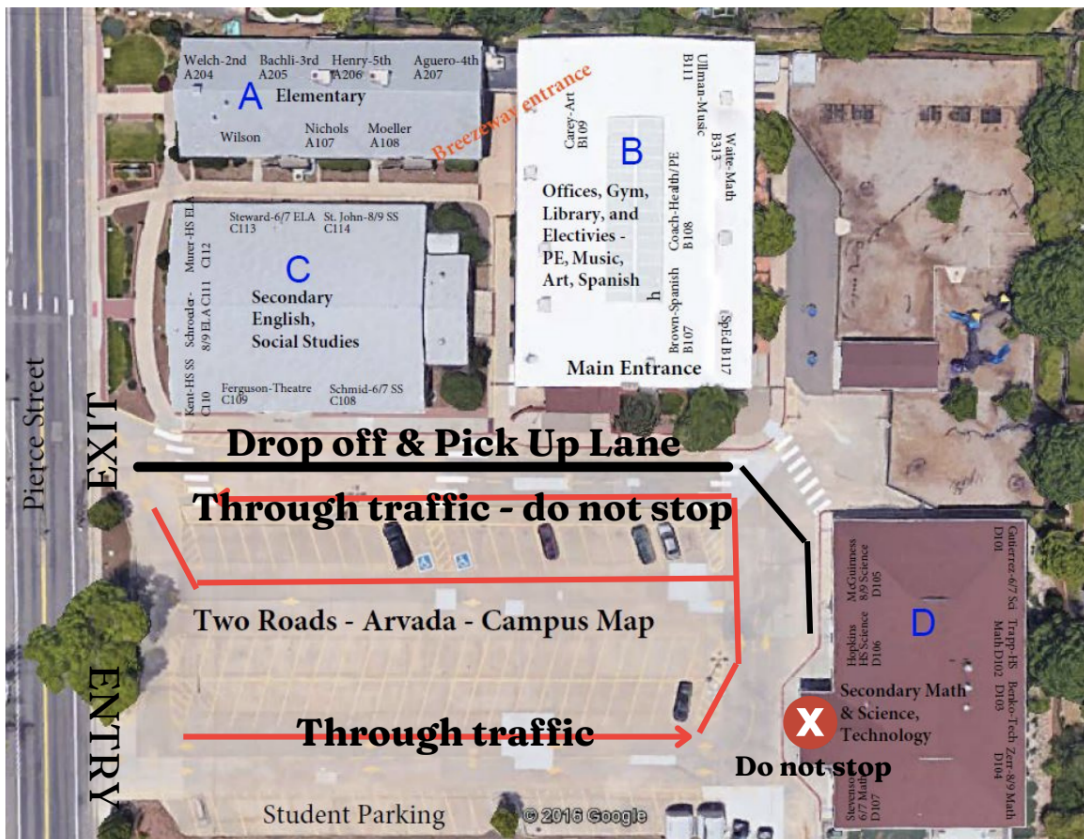 Welch-2nd
A204
Bachli-3rd
A205
Henry-5th
A206
Aguero-4th
A207
A
Elementary
Wilson
Nichols
A107
Moeller
A108
Breezeway entrance
Carey-Art
B109
Ullman-Music
B111
Waite-Math
B313
B
Offices, Gym,
Library, and
Electivies -
PE, Music,
Art, Spanish
Coach-Health/PE
B108
h
Brown-Spanish
B107
SpEd B117
Main Entrance
Steward-6/7 ELA
C113
St. John-8/9 SS
C114
Murer-HS ELA
C112
C
Secondary
English,
Social Studies
Schroder-
8/9 ELA C111
Kent-HS SS
C110
Ferguson-Theatre
C109
Schmid-6/7 SS
C108
Pierce Street
EXIT
Drop off & Pick Up Lane
Through traffic - do not stop
Two Roads - Arvada - Campus Map
ENTRY
Through traffic
Student Parking
© 2016 Google
McGuinness
8/9 Science
D105
Gutierrez-6/7 Sci
D101
Hopkins
HS Science
D106
D
Trapp-HS
Math D102
Benko-Tech
D103
Secondary Math
& Science,
Technology
X
Do not stop
Zerr-8/9 Math
D104
Stevenson
6/7 Math
D107